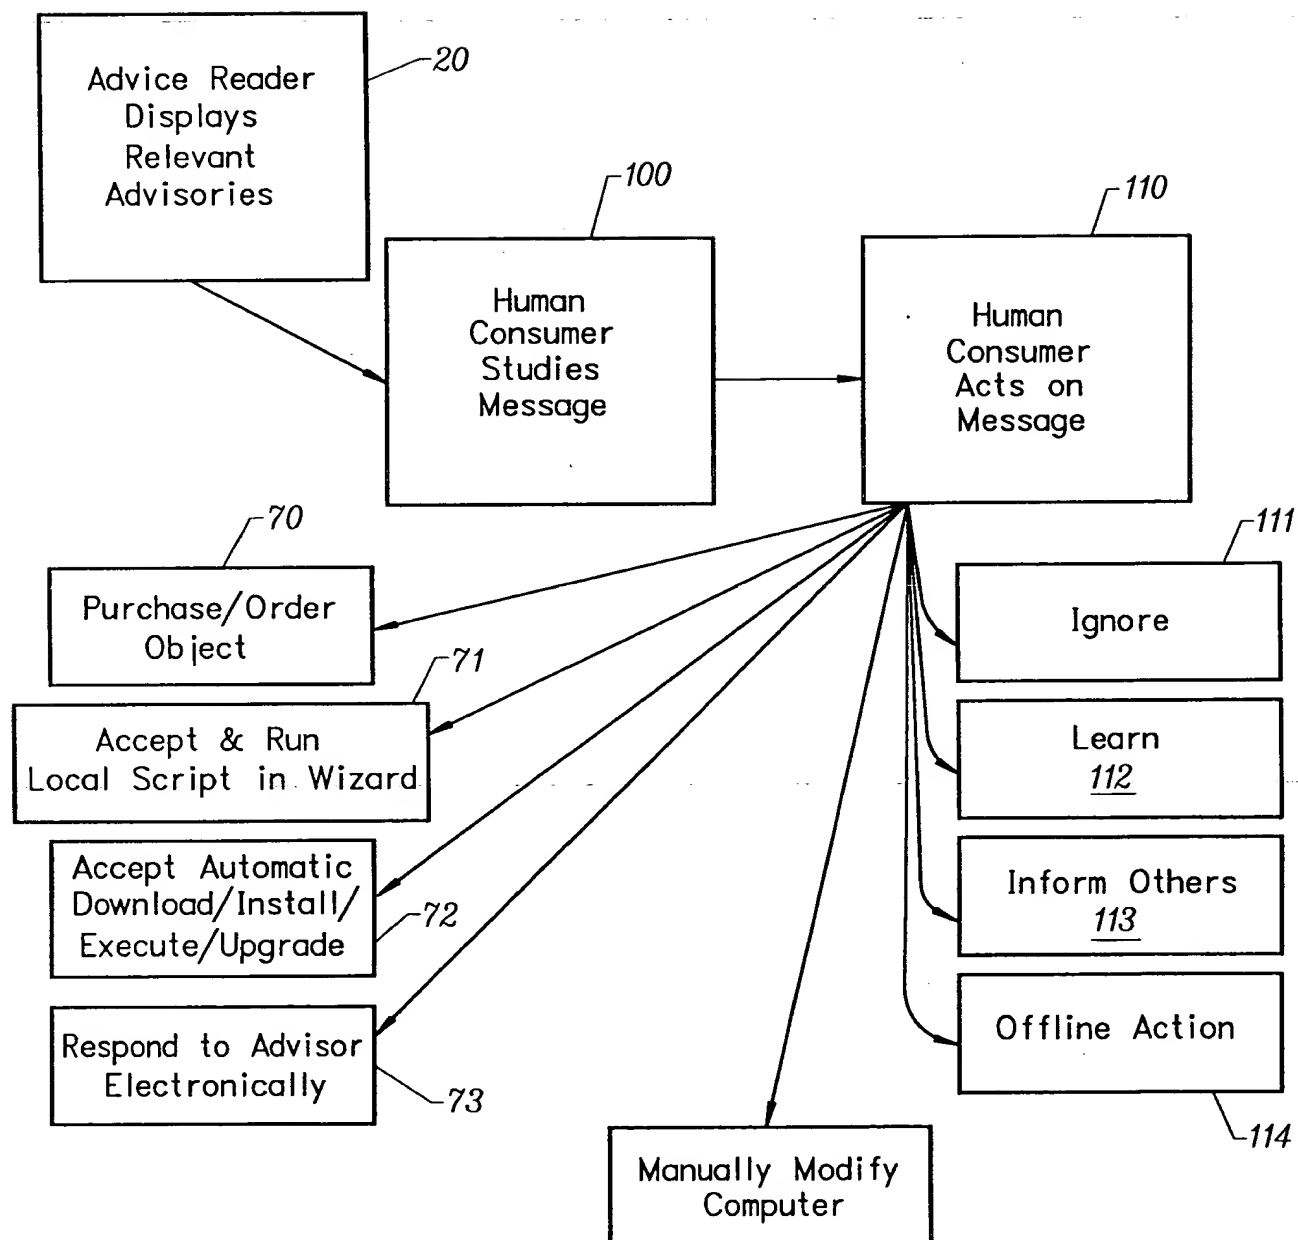 Advice Reader
Displays
Relevant
Advisories
20
Human
Consumer
Studies
Message
100
Human
Consumer
Acts on
Message
110
Purchase/Order
Object
70
Accept & Run
Local Script in Wizard
71
Accept Automatic
Download/Install/
Execute/Upgrade
72
Respond to Advisor
Electronically
73
Manually Modify
Computer
Ignore
111
Learn
112
Inform Others
113
Offline Action
114